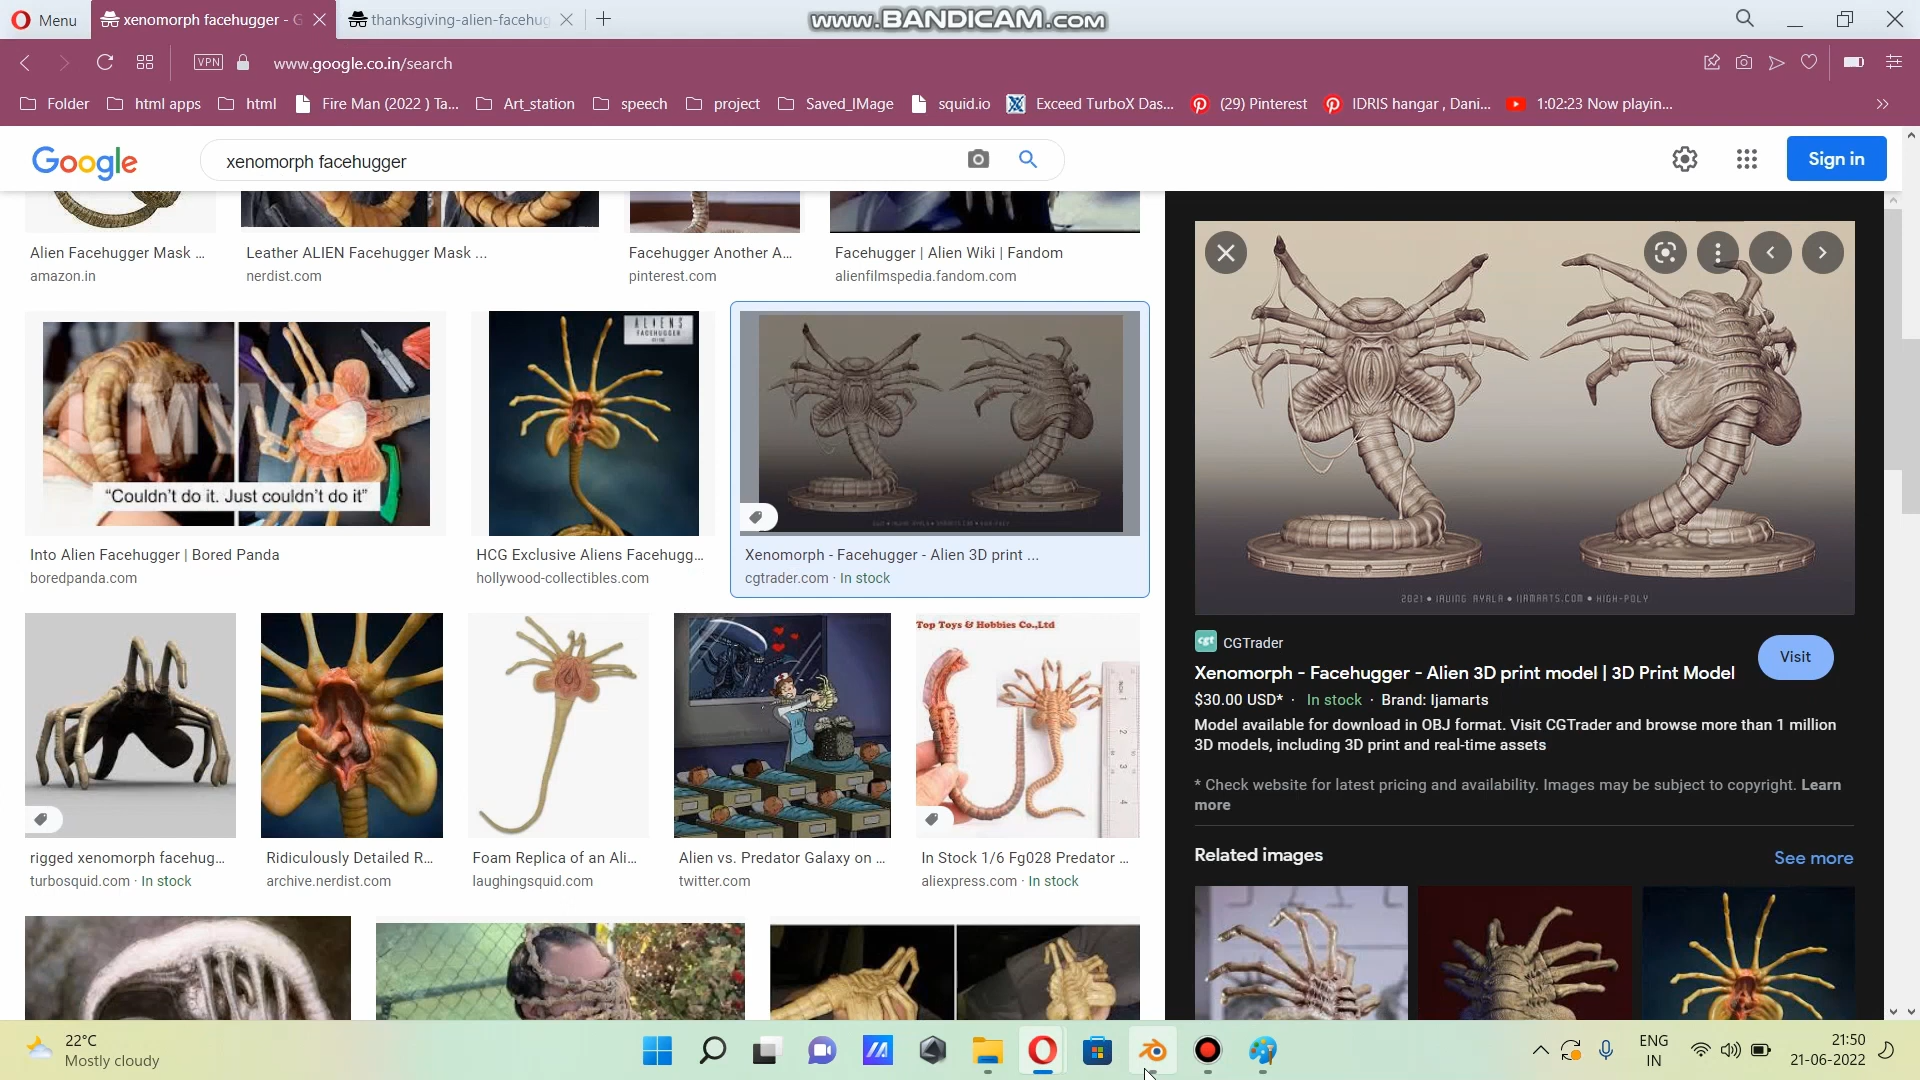 Menu
xenomorph facehugger - G
thanksgiving-alien-facehug
www.BANDICAM.com
VPN
www.google.co.in/search
Folder
html apps
html
Fire Man (2022 ) Ta...
Art_station
speech
project
Saved_IMage
squid.io
Exceed TurboX Das...
(29) Pinterest
IDRIS hangar , Dani...
1:02:23 Now playin...
Google
xenomorph facehugger
Sign in
Alien Facehugger Mask ...
amazon.in
Leather ALIEN Facehugger Mask ...
nerdist.com
Facehugger Another A...
pinterest.com
Facehugger | Alien Wiki | Fandom
alienfilmspedia.fandom.com
"Couldn't do it. Just couldn't do it"
Into Alien Facehugger | Bored Panda
boredpanda.com
ALIENS
FACEHUGGER
HCG Exclusive Aliens Facehugg...
hollywood-collectibles.com
Xenomorph - Facehugger - Alien 3D print ...
cgtrader.com · In stock
rigged xenomorph facehug...
turbosquid.com · In stock
Ridiculously Detailed R...
archive.nerdist.com
Foam Replica of an Ali...
laughingsquid.com
Alien vs. Predator Galaxy on ...
twitter.com
Top Toys & Hobbies Co.,Ltd
In Stock 1/6 Fg028 Predator ...
aliexpress.com · In stock
2021 • IRVING AYALA • IJAMARTS.COM • HIGH-POLY
cgt
CGTrader
Xenomorph - Facehugger - Alien 3D print model | 3D Print Model
Visit
$30.00 USD* · In stock · Brand: Ijamarts
Model available for download in OBJ format. Visit CGTrader and browse more than 1 million
3D models, including 3D print and real-time assets
* Check website for latest pricing and availability. Images may be subject to copyright. Learn
more
Related images
See more
22°C
Mostly cloudy
ENG
IN
21:50
21-06-2022